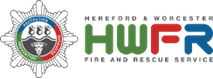 HEREFORD & WORCESTER
HWFR
FIRE AND RESCUE SERVICE